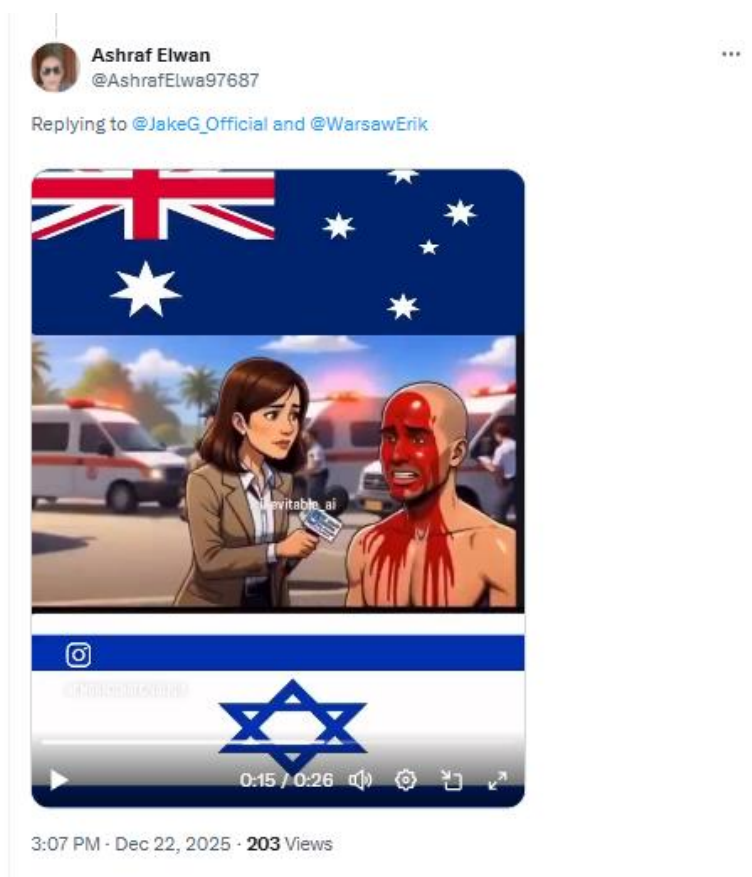 Ashraf Elwan
@AshrafElwa97687
Replying to @JakeG_Official and @WarsawErik
inevitable_ai
0:15 / 0:26
3:07 PM · Dec 22, 2025 · 203 Views